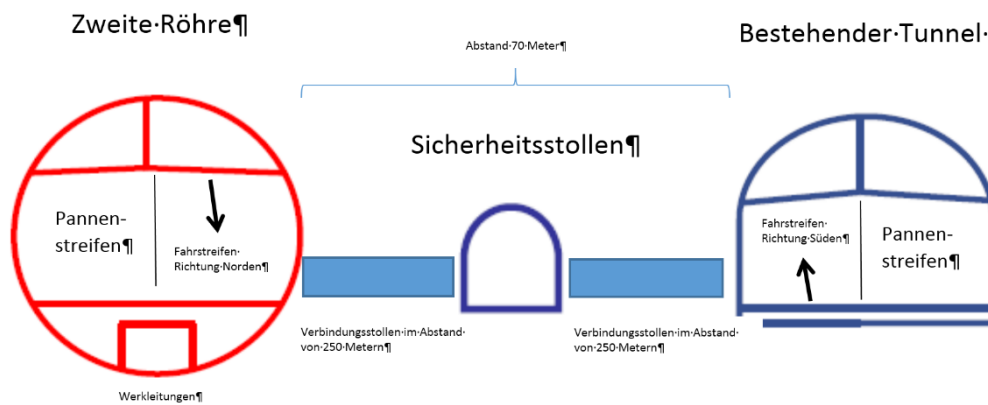 Zweite·Röhre¶
Bestehender·Tunnel·
Abstand·70·Meter¶
Sicherheitsstollen¶
Pannen-
streifen¶
Fahrstreifen·
Richtung·Norden¶
Fahrstreifen·
Richtung·Süden¶
Pannen-
streifen¶
Verbindungsstollen·im·Abstand·
von·250·Metern¶
Verbindungsstollen·im·Abstand·
von·250·Metern¶
Werkleitungen¶